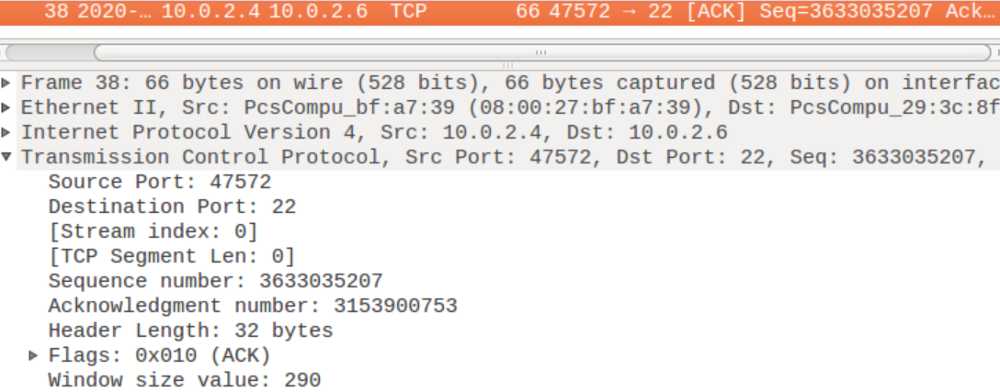 38 2020-… 10.0.2.4 10.0.2.6 TCP 66 47572 → 22 [ACK] Seq=3633035207 Ack…
Frame 38: 66 bytes on wire (528 bits), 66 bytes captured (528 bits) on interfac
Ethernet II, Src: PcsCompu_bf:a7:39 (08:00:27:bf:a7:39), Dst: PcsCompu_29:3c:8f
Internet Protocol Version 4, Src: 10.0.2.4, Dst: 10.0.2.6
Transmission Control Protocol, Src Port: 47572, Dst Port: 22, Seq: 3633035207,
Source Port: 47572
Destination Port: 22
[Stream index: 0]
[TCP Segment Len: 0]
Sequence number: 3633035207
Acknowledgment number: 3153900753
Header Length: 32 bytes
Flags: 0x010 (ACK)
Window size value: 290